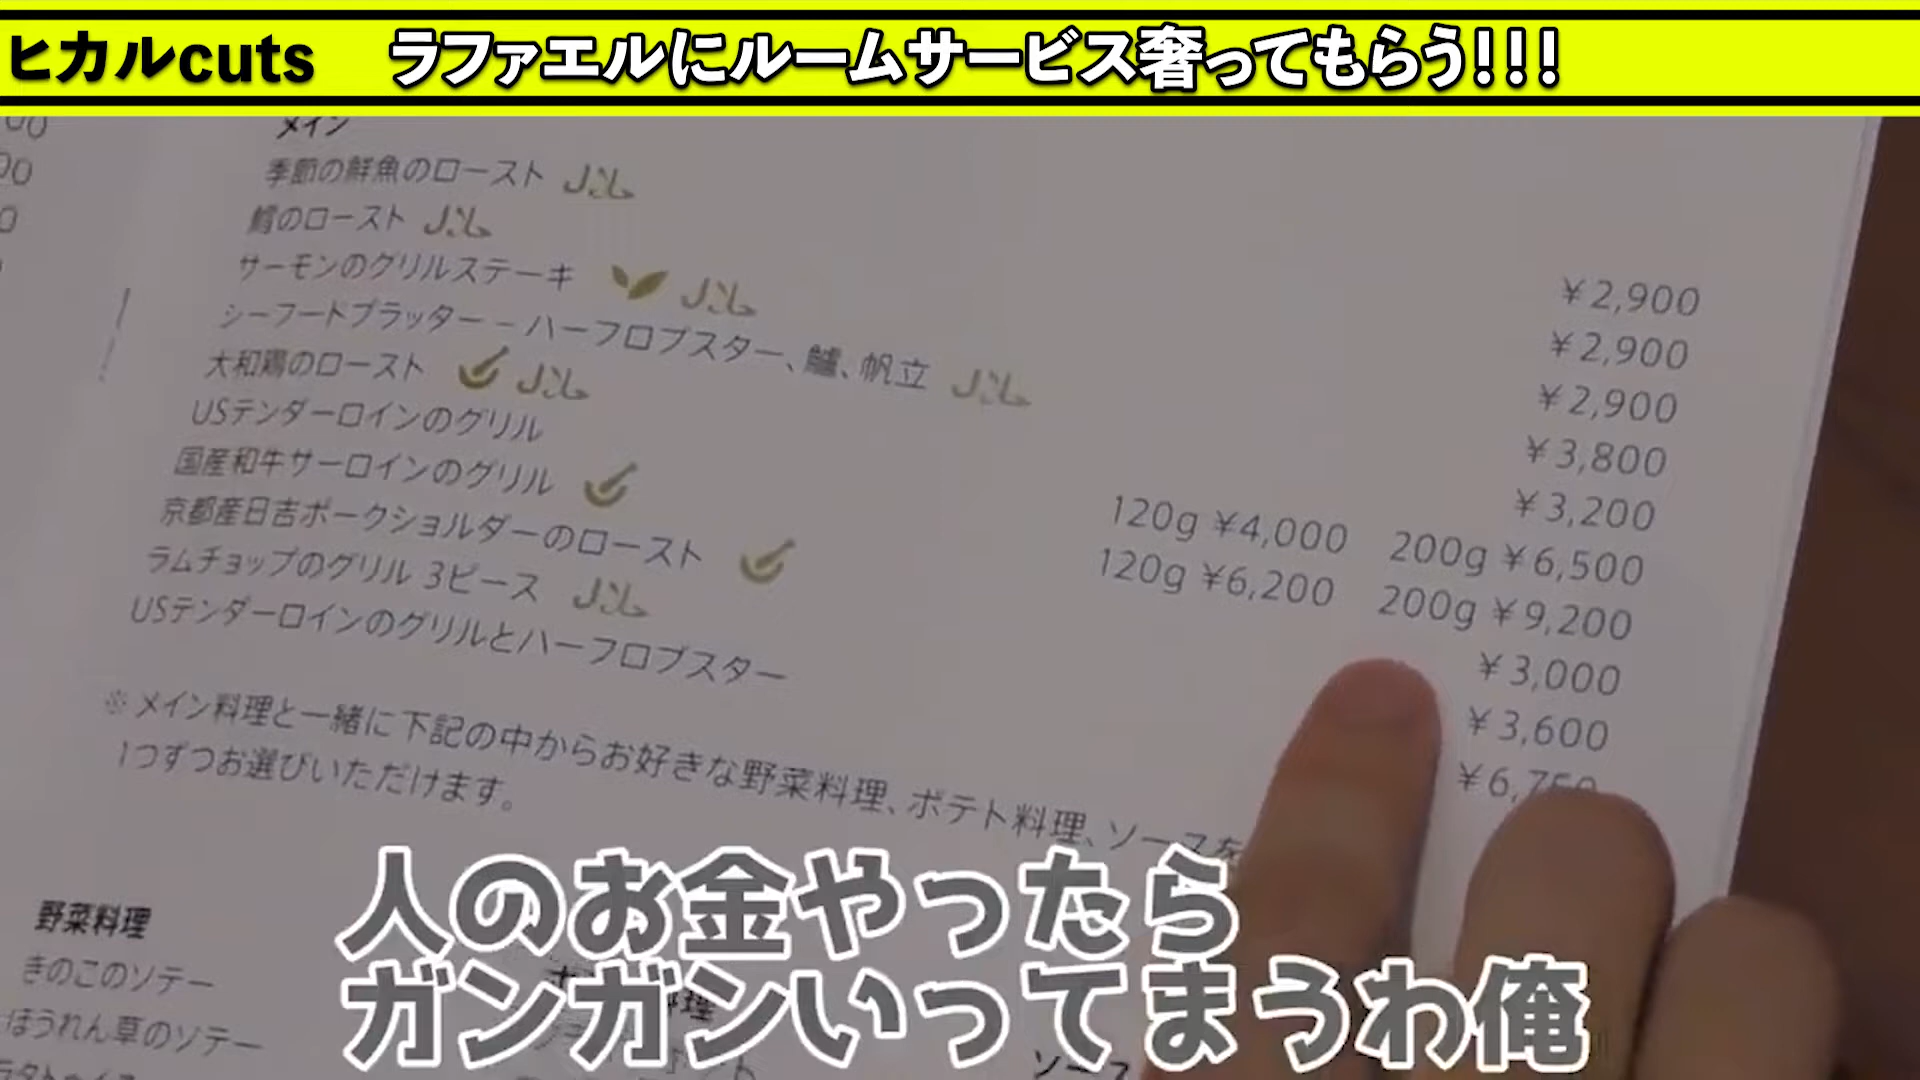 ヒカルcuts ラファエルにルームサービス奢ってもらう!!!
メイン
季節の鮮魚のロースト ¥2,900
鱈のロースト ¥2,900
サーモンのグリルステーキ ¥2,900
シーフードプラッター – ハーフロブスター、鱸、帆立 ¥3,800
大和鶏のロースト ¥3,200
USテンダーロインのグリル 120g ¥4,000 200g ¥6,500
国産和牛サーロインのグリル 120g ¥6,200 200g ¥9,200
京都産日吉ポークショルダーのロースト ¥3,000
ラムチョップのグリル 3ピース ¥3,600
USテンダーロインのグリルとハーフロブスター ¥6,750
※メイン料理と一緒に下記の中からお好きな野菜料理、ポテト料理、ソースを
1つずつお選びいただけます。
人のお金やったら
ガンガンいってまうわ俺
野菜料理
きのこのソテー
ほうれん草のソテー
ソース